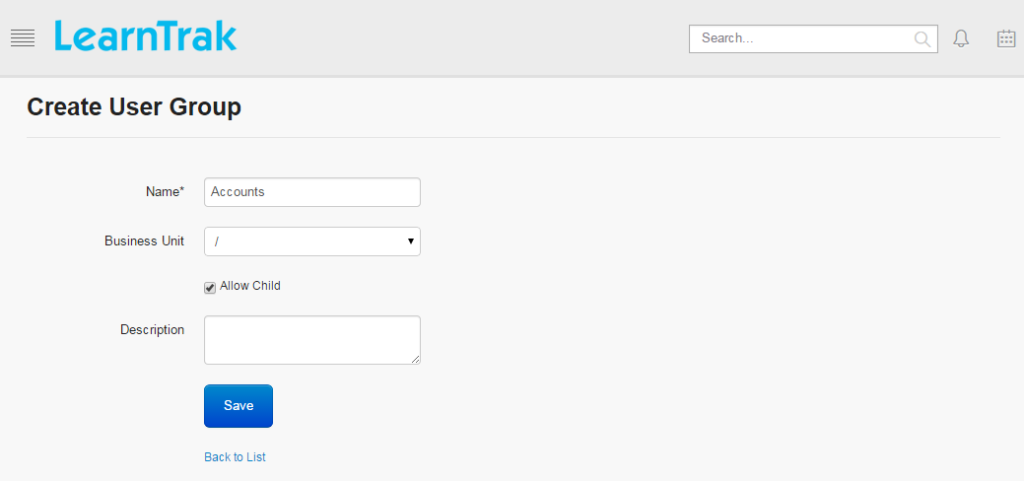 LearnTrak
Search...
Create User Group
Name* Accounts
Business Unit /
Allow Child
Description
Save
Back to List